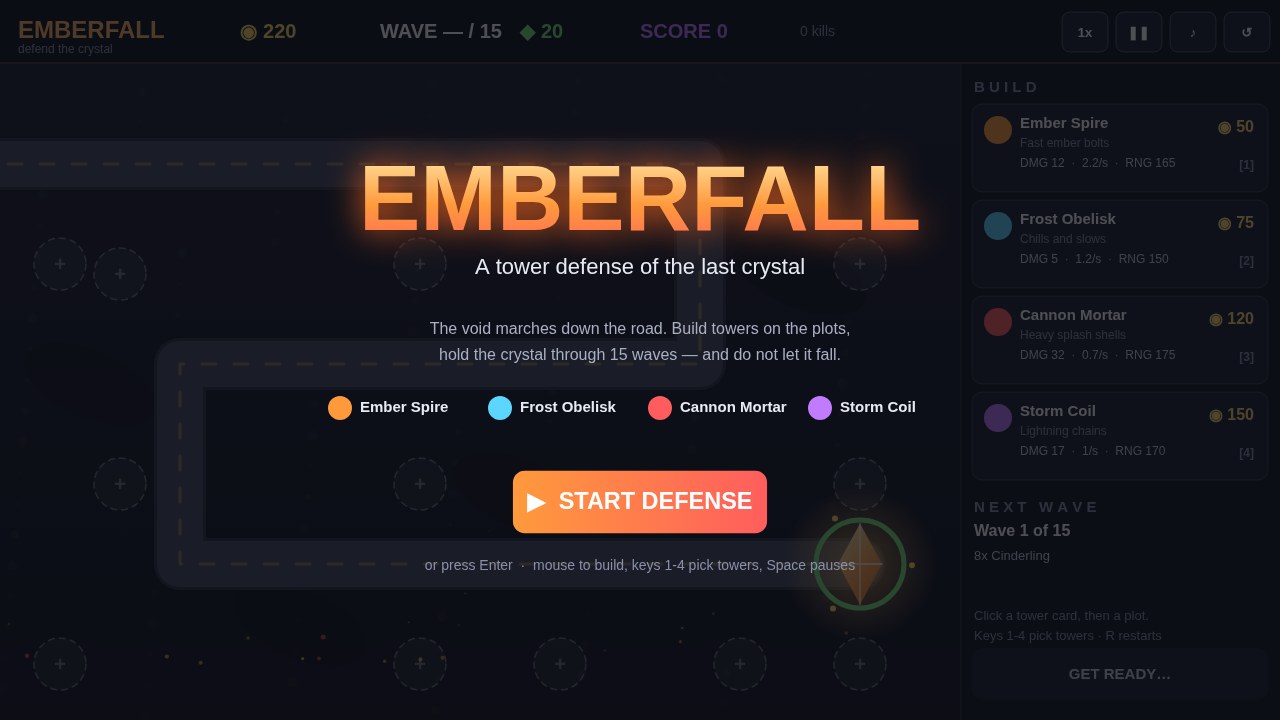 EMBERFALL
defend the crystal
◉ 220
WAVE — / 15
◆ 20
SCORE 0
0 kills
1x
❚❚
♪
↺
EMBERFALL
A tower defense of the last crystal
The void marches down the road. Build towers on the plots,
hold the crystal through 15 waves — and do not let it fall.
Ember Spire
Frost Obelisk
Cannon Mortar
Storm Coil
▶ START DEFENSE
or press Enter · mouse to build, keys 1-4 pick towers, Space pauses
BUILD
Ember Spire
◉ 50
Fast ember bolts
DMG 12 · 2.2/s · RNG 165
[1]
Frost Obelisk
◉ 75
Chills and slows
DMG 5 · 1.2/s · RNG 150
[2]
Cannon Mortar
◉ 120
Heavy splash shells
DMG 32 · 0.7/s · RNG 175
[3]
Storm Coil
◉ 150
Lightning chains
DMG 17 · 1/s · RNG 170
[4]
NEXT WAVE
Wave 1 of 15
8x Cinderling
Click a tower card, then a plot.
Keys 1-4 pick towers · R restarts
GET READY…